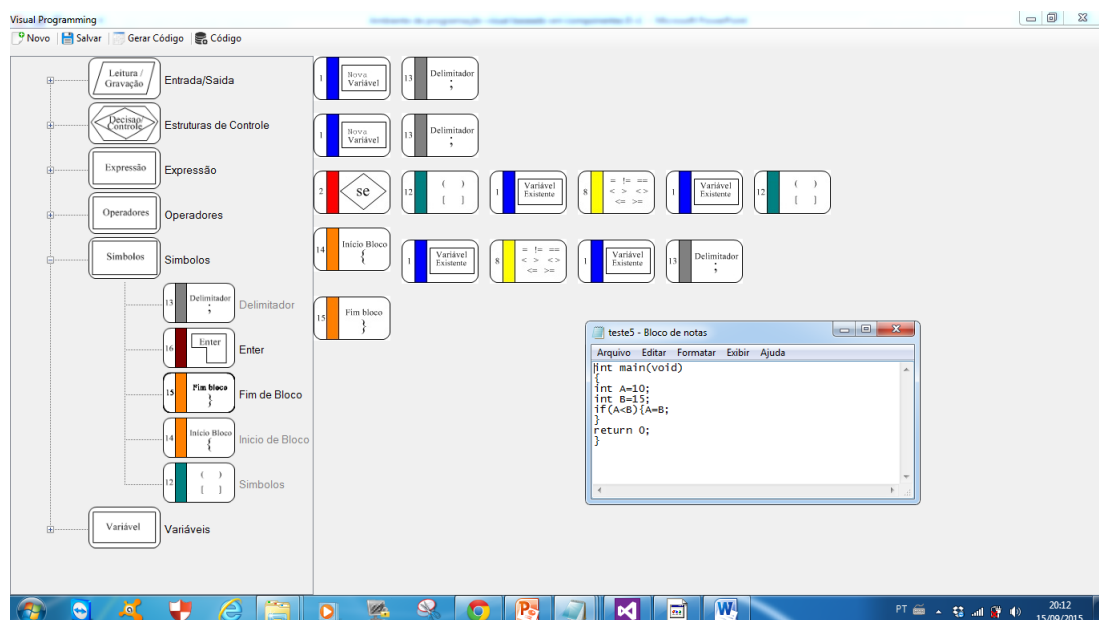 Visual Programming
Novo Salvar Gerar Código Código
Leitura /
Gravação
Entrada/Saida
Decisao/
Controle
Estruturas de Controle
Expressão
Expressão
Operadores
Operadores
Simbolos
Simbolos
13 Delimitador
;
Delimitador
16 Enter
Enter
15 Fim bloco
}
Fim de Bloco
14 Inicio Bloco
{
Inicio de Bloco
12 ( )
[ ]
Simbolos
Variável
Variáveis
1 Nova
Variável
13 Delimitador
;
1 Nova
Variável
13 Delimitador
;
2 se
12 ( )
[ ]
1 Variável
Existente
8 = != ==
< > <>
<= >=
1 Variável
Existente
12 ( )
[ ]
14 Inicio Bloco
{
1 Variável
Existente
8 = != ==
< > <>
<= >=
1 Variável
Existente
13 Delimitador
;
15 Fim bloco
}
teste5 - Bloco de notas
Arquivo Editar Formatar Exibir Ajuda
int main(void)
{
int A=10;
int B=15;
if(A<B){A=B;
}
return 0;
}
PT
20:12
15/09/2015